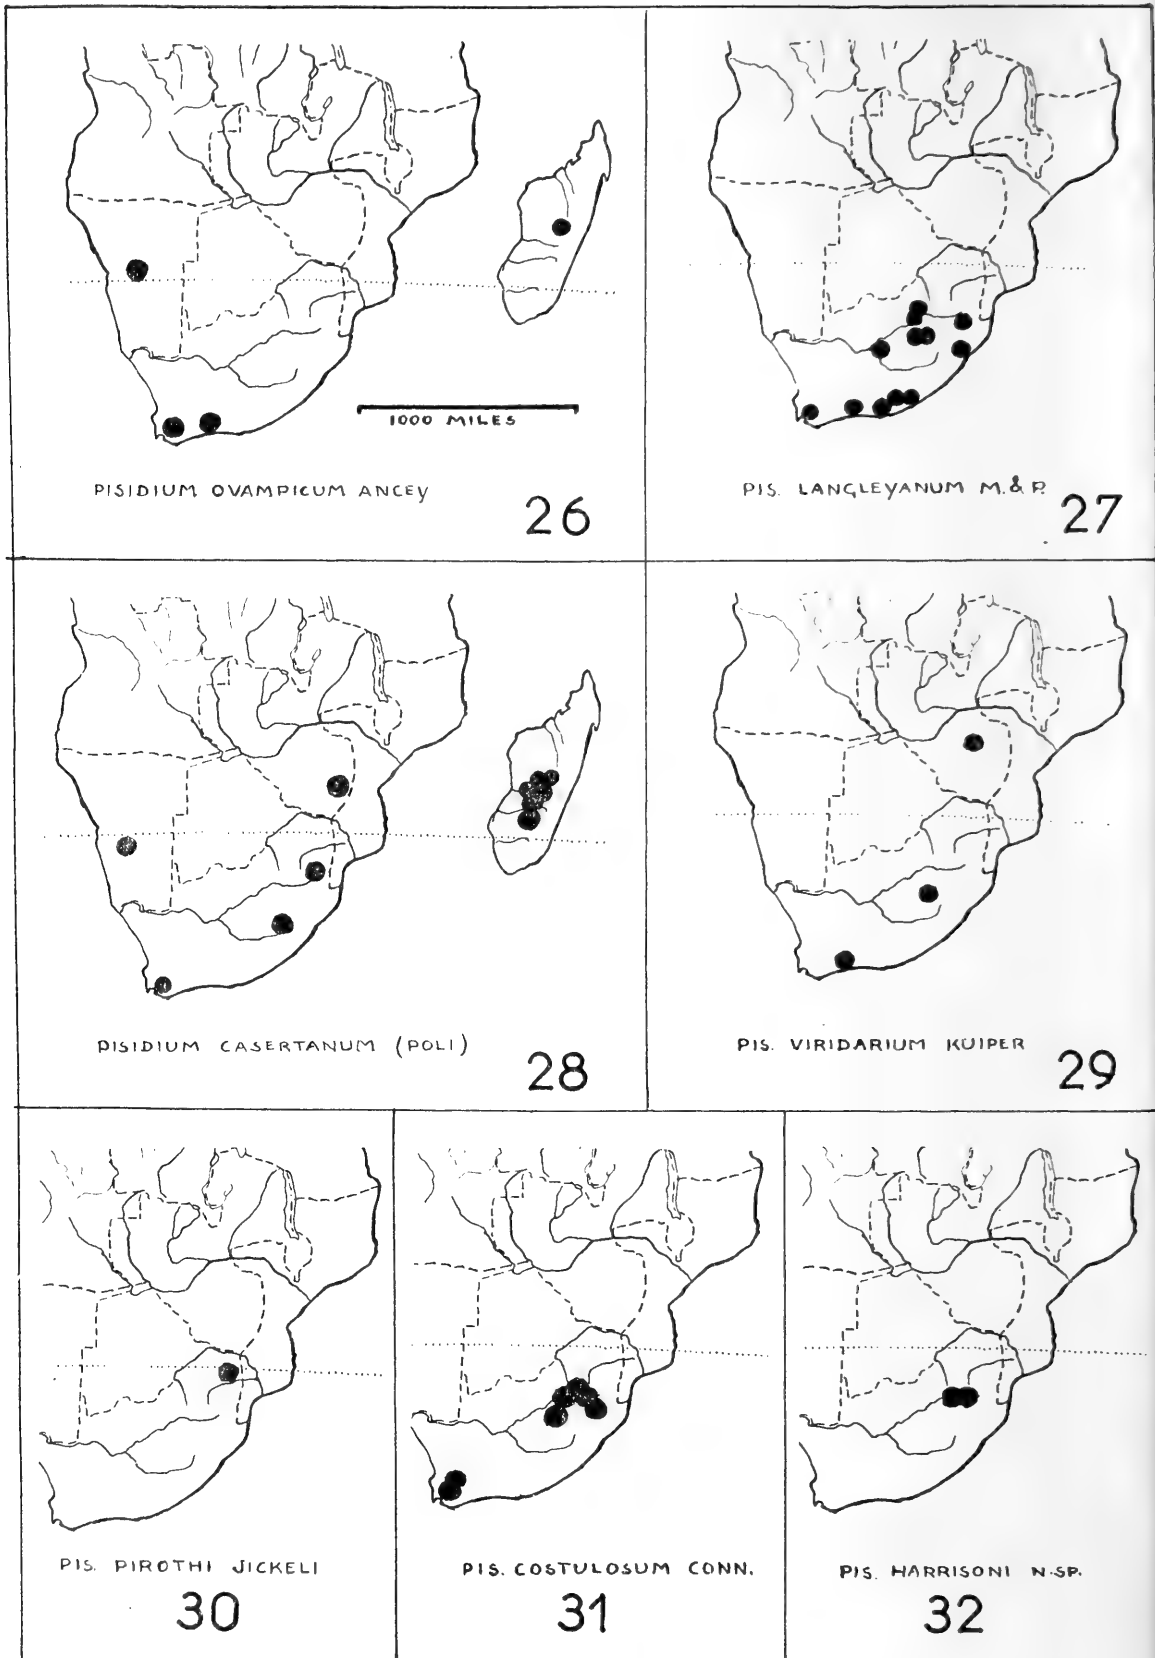 1000 MILES
PISIDIUM OVAMPICUM ANCEY
26
PIS. LANGLEYANUM M. & P.
27
PISIDIUM CASERTANUM (POLI)
28
PIS. VIRIDARIUM KUIPER
29
PIS. PIROTHI JICKELI
30
PIS. COSTULOSUM CONN.
31
PIS. HARRISONI N.SP.
32